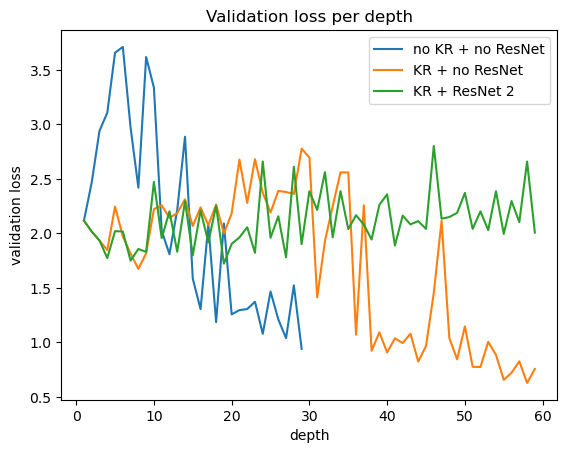 Validation loss per depth
no KR + no ResNet
KR + no ResNet
KR + ResNet 2
validation loss
3.5
3.0
2.5
2.0
1.5
1.0
0.5
0 10 20 30 40 50 60
depth